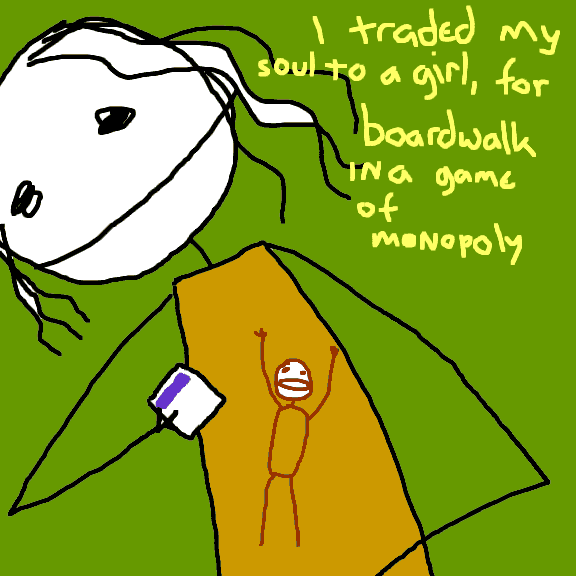 I traded my
soul to a girl, for
boardwalk
IN a game
of
monopoly